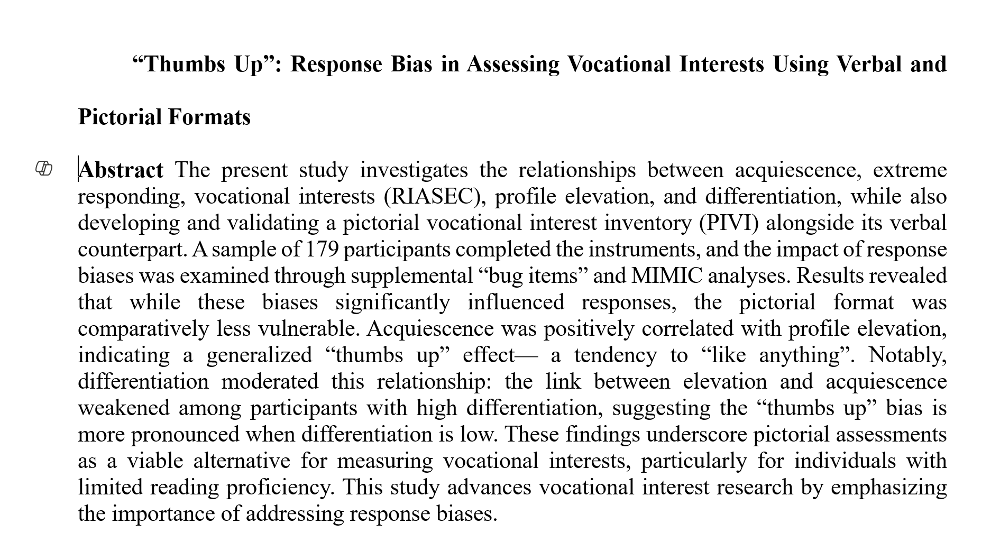 “Thumbs Up”: Response Bias in Assessing Vocational Interests Using Verbal and
Pictorial Formats
Abstract The present study investigates the relationships between acquiescence, extreme
responding, vocational interests (RIASEC), profile elevation, and differentiation, while also
developing and validating a pictorial vocational interest inventory (PIVI) alongside its verbal
counterpart. A sample of 179 participants completed the instruments, and the impact of response
biases was examined through supplemental “bug items” and MIMIC analyses. Results revealed
that while these biases significantly influenced responses, the pictorial format was
comparatively less vulnerable. Acquiescence was positively correlated with profile elevation,
indicating a generalized “thumbs up” effect— a tendency to “like anything”. Notably,
differentiation moderated this relationship: the link between elevation and acquiescence
weakened among participants with high differentiation, suggesting the “thumbs up” bias is
more pronounced when differentiation is low. These findings underscore pictorial assessments
as a viable alternative for measuring vocational interests, particularly for individuals with
limited reading proficiency. This study advances vocational interest research by emphasizing
the importance of addressing response biases.